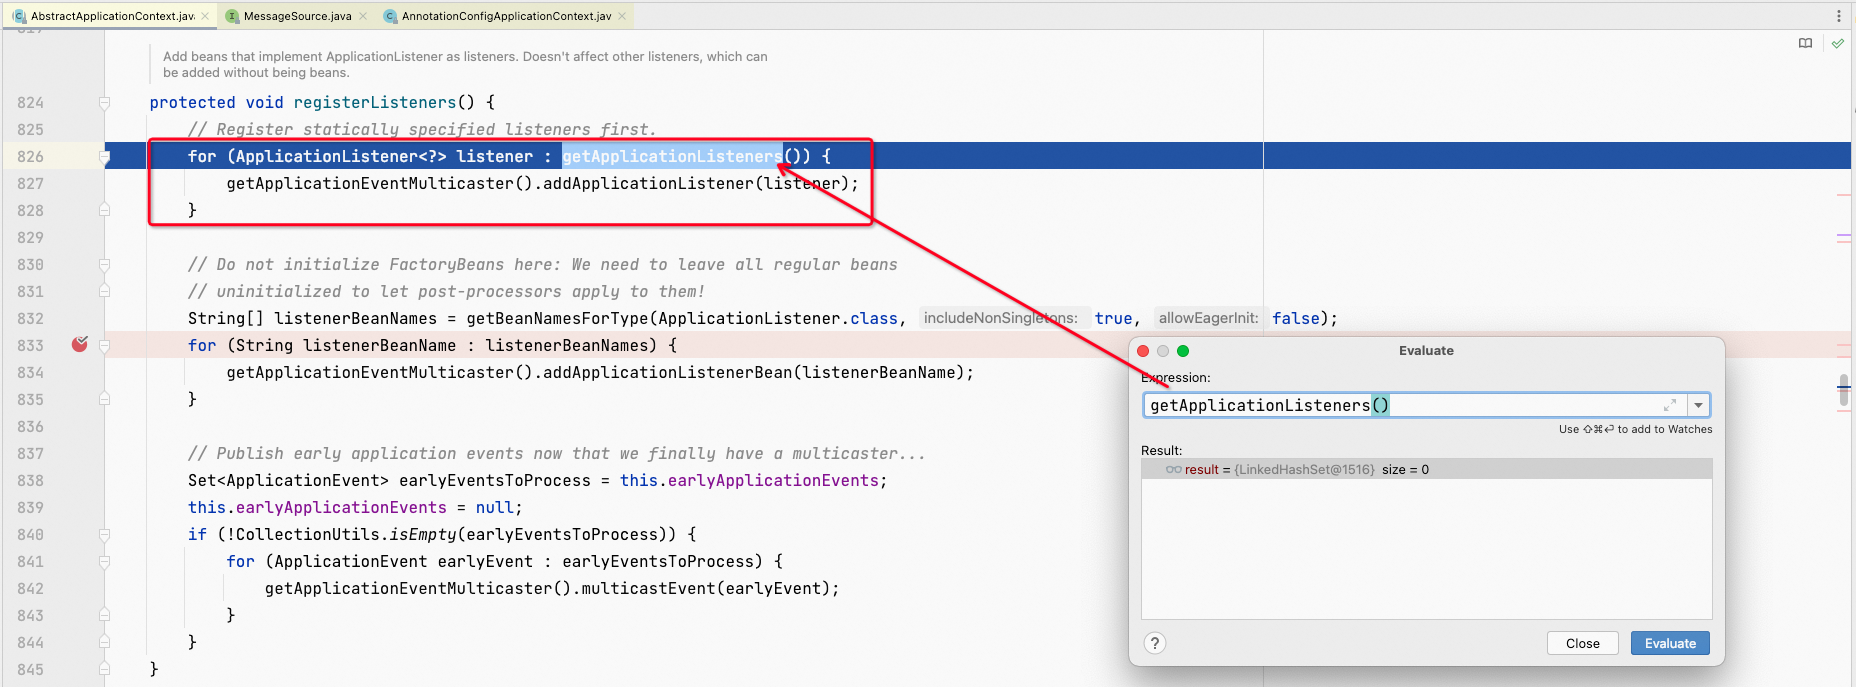 AbstractApplicationContext.java
MessageSource.java
AnnotationConfigApplicationContext.jav
Add beans that implement ApplicationListener as listeners. Doesn't affect other listeners, which can
be added without being beans.
824 protected void registerListeners() {
825 // Register statically specified listeners first.
826 for (ApplicationListener<?> listener : getApplicationListeners()) {
827 getApplicationEventMulticaster().addApplicationListener(listener);
828 }
829
830 // Do not initialize FactoryBeans here: We need to leave all regular beans
831 // uninitialized to let post-processors apply to them!
832 String[] listenerBeanNames = getBeanNamesForType(ApplicationListener.class, includeNonSingletons: true, allowEagerInit: false);
833 for (String listenerBeanName : listenerBeanNames) {
834 getApplicationEventMulticaster().addApplicationListenerBean(listenerBeanName);
835 }
836
837 // Publish early application events now that we finally have a multicaster...
838 Set<ApplicationEvent> earlyEventsToProcess = this.earlyApplicationEvents;
839 this.earlyApplicationEvents = null;
840 if (!CollectionUtils.isEmpty(earlyEventsToProcess)) {
841 for (ApplicationEvent earlyEvent : earlyEventsToProcess) {
842 getApplicationEventMulticaster().multicastEvent(earlyEvent);
843 }
844 }
845 }
Evaluate
Expression:
getApplicationListeners()
Use ⇧⌘⏎ to add to Watches
Result:
result = {LinkedHashSet@1516} size = 0
?
Close
Evaluate